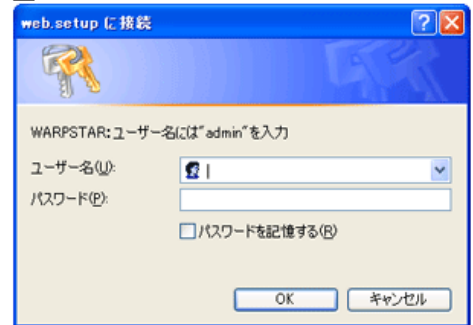 web.setup に接続
WARPSTAR:ユーザー名には"admin"を入力
ユーザー名(U):
パスワード(P):
パスワードを記憶する(R)
OK キャンセル